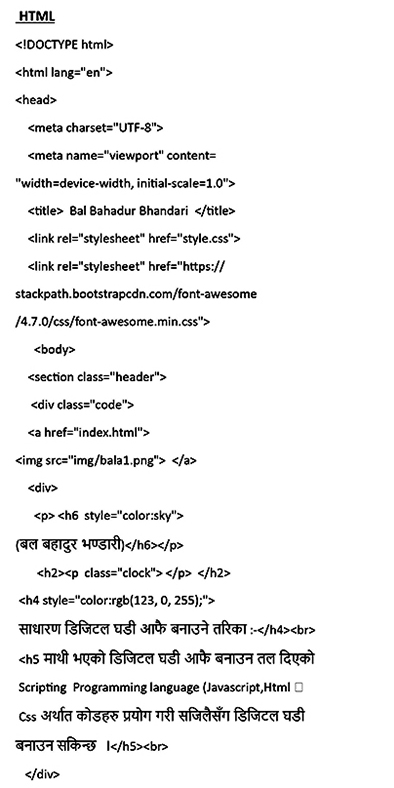 HTML
<!DOCTYPE html>
<html lang="en">
<head>
<meta charset="UTF-8">
<meta name="viewport" content=
"width=device-width, initial-scale=1.0">
<title>  Bal Bahadur Bhandari  </title>
<link rel="stylesheet" href="style.css">
<link rel="stylesheet" href="https://
stackpath.bootstrapcdn.com/font-awesome
/4.7.0/css/font-awesome.min.css">
<body>
<section class="header">
<div class="code">
<a href="index.html">
<img src="img/bala1.png">  </a>
<div>
<p> <h6  style="color:sky">
(बल बहादुर भण्डारी)</h6></p>
<h2><p  class="clock"> </p>  </h2>
<h4 style="color:rgb(123, 0, 255);">
साधारण डिजिटल घडी आफै बनाउने तरिका :-</h4><br>
<h5 माथी भएको डिजिटल घडी आफै बनाउन तल दिएको
Scripting  Programming language (Javascript,Html □
Css अर्थात कोडहरु प्रयोग गरी सजिलैसँग डिजिटल घडी
बनाउन सकिन्छ   ।</h5><br>
</div>